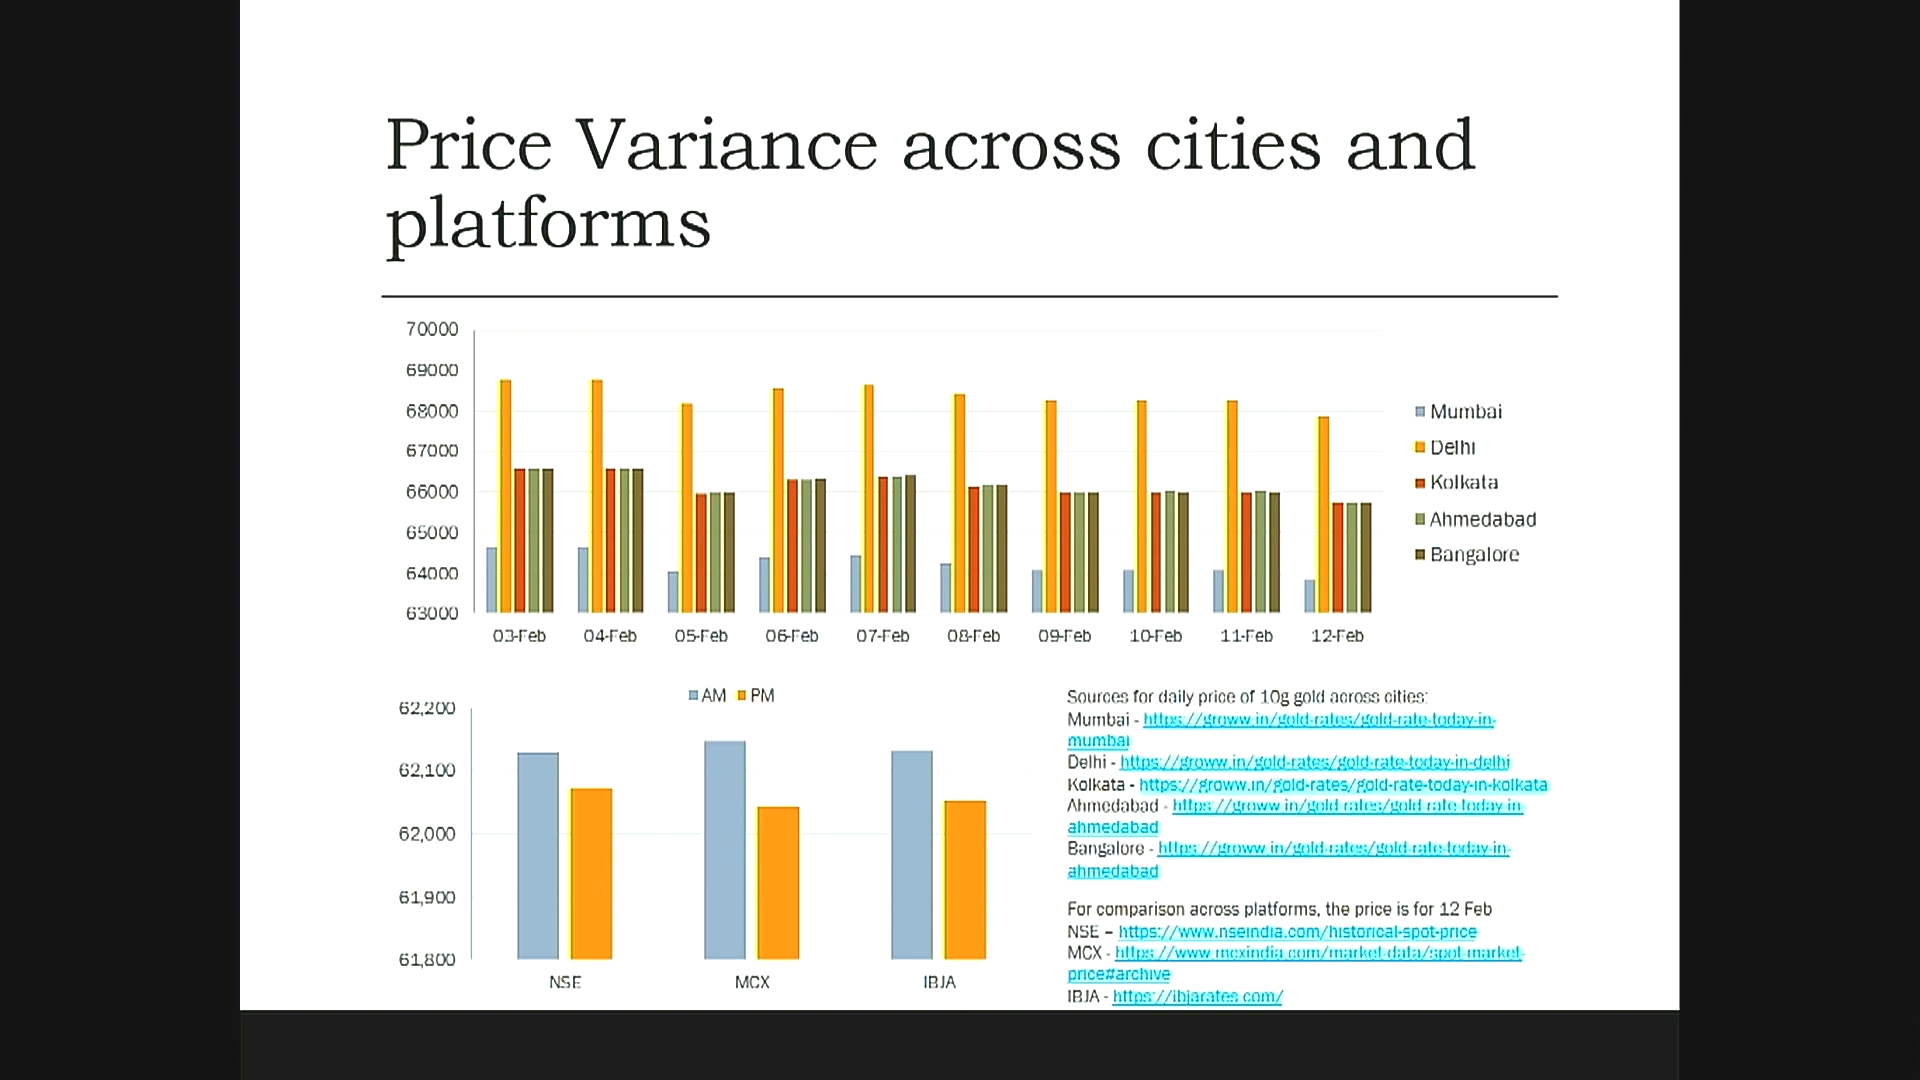 Price Variance across cities and
platforms
70000
69000
68000
67000
66000
65000
64000
63000
03-Feb 04-Feb 05-Feb 06-Feb 07-Feb 08-Feb 09-Feb 10-Feb 11-Feb 12-Feb
Mumbai
Delhi
Kolkata
Ahmedabad
Bangalore
AM PM
62,200
62,100
62,000
61,900
61,800
NSE MCX IBJA
Sources for daily price of 10g gold across cities:
Mumbai - https://groww.in/gold-rates/gold-rate-today-in-
mumbai
Delhi - https://groww.in/gold-rates/gold-rate-today-in-delhi
Kolkata - https://groww.in/gold-rates/gold-rate-today-in-kolkata
Ahmedabad - https://groww.in/gold-rates/gold-rate-today-in-
ahmedabad
Bangalore - https://groww.in/gold-rates/gold-rate-today-in-
ahmedabad
For comparison across platforms, the price is for 12 Feb
NSE – https://www.nseindia.com/historical-spot-price
MCX - https://www.mcxindia.com/market-data/spot-market-
price#archive
IBJA - https://ibjarates.com/